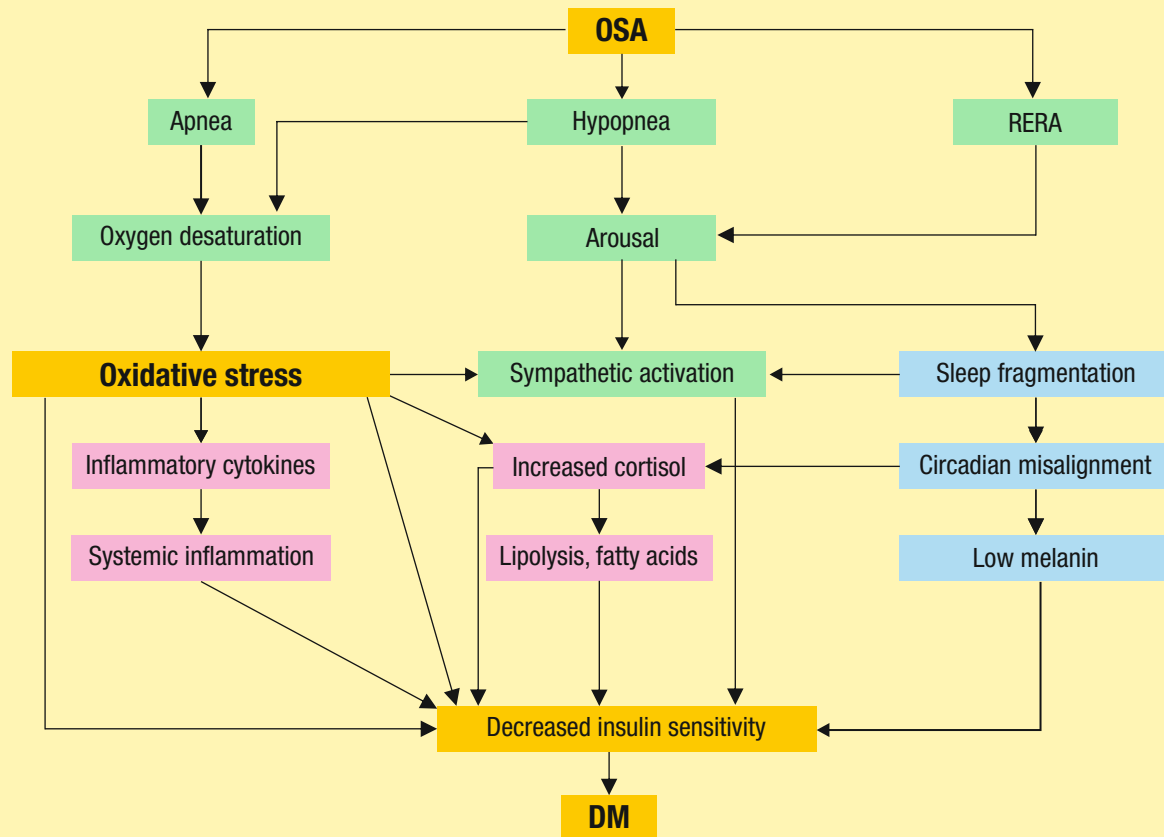 OSA
Apnea
Hypopnea
RERA
Oxygen desaturation
Arousal
Oxidative stress
Sympathetic activation
Sleep fragmentation
Inflammatory cytokines
Increased cortisol
Circadian misalignment
Systemic inflammation
Lipolysis, fatty acids
Low melanin
Decreased insulin sensitivity
DM